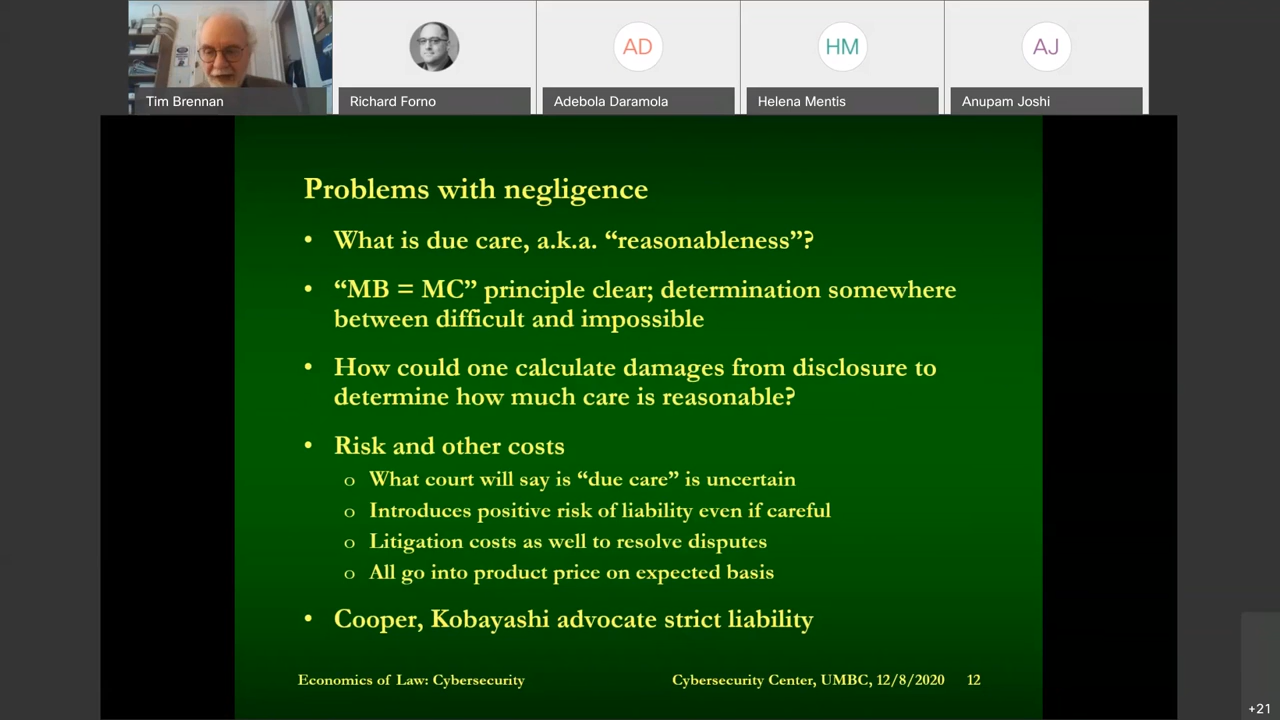 Tim Brennan
Richard Forno
AD
Adebola Daramola
HM
Helena Mentis
AJ
Anupam Joshi
Problems with negligence
• What is due care, a.k.a. “reasonableness”?
• “MB = MC” principle clear; determination somewhere
between difficult and impossible
• How could one calculate damages from disclosure to
determine how much care is reasonable?
• Risk and other costs
o What court will say is “due care” is uncertain
o Introduces positive risk of liability even if careful
o Litigation costs as well to resolve disputes
o All go into product price on expected basis
• Cooper, Kobayashi advocate strict liability
Economics of Law: Cybersecurity
Cybersecurity Center, UMBC, 12/8/2020 12
+21